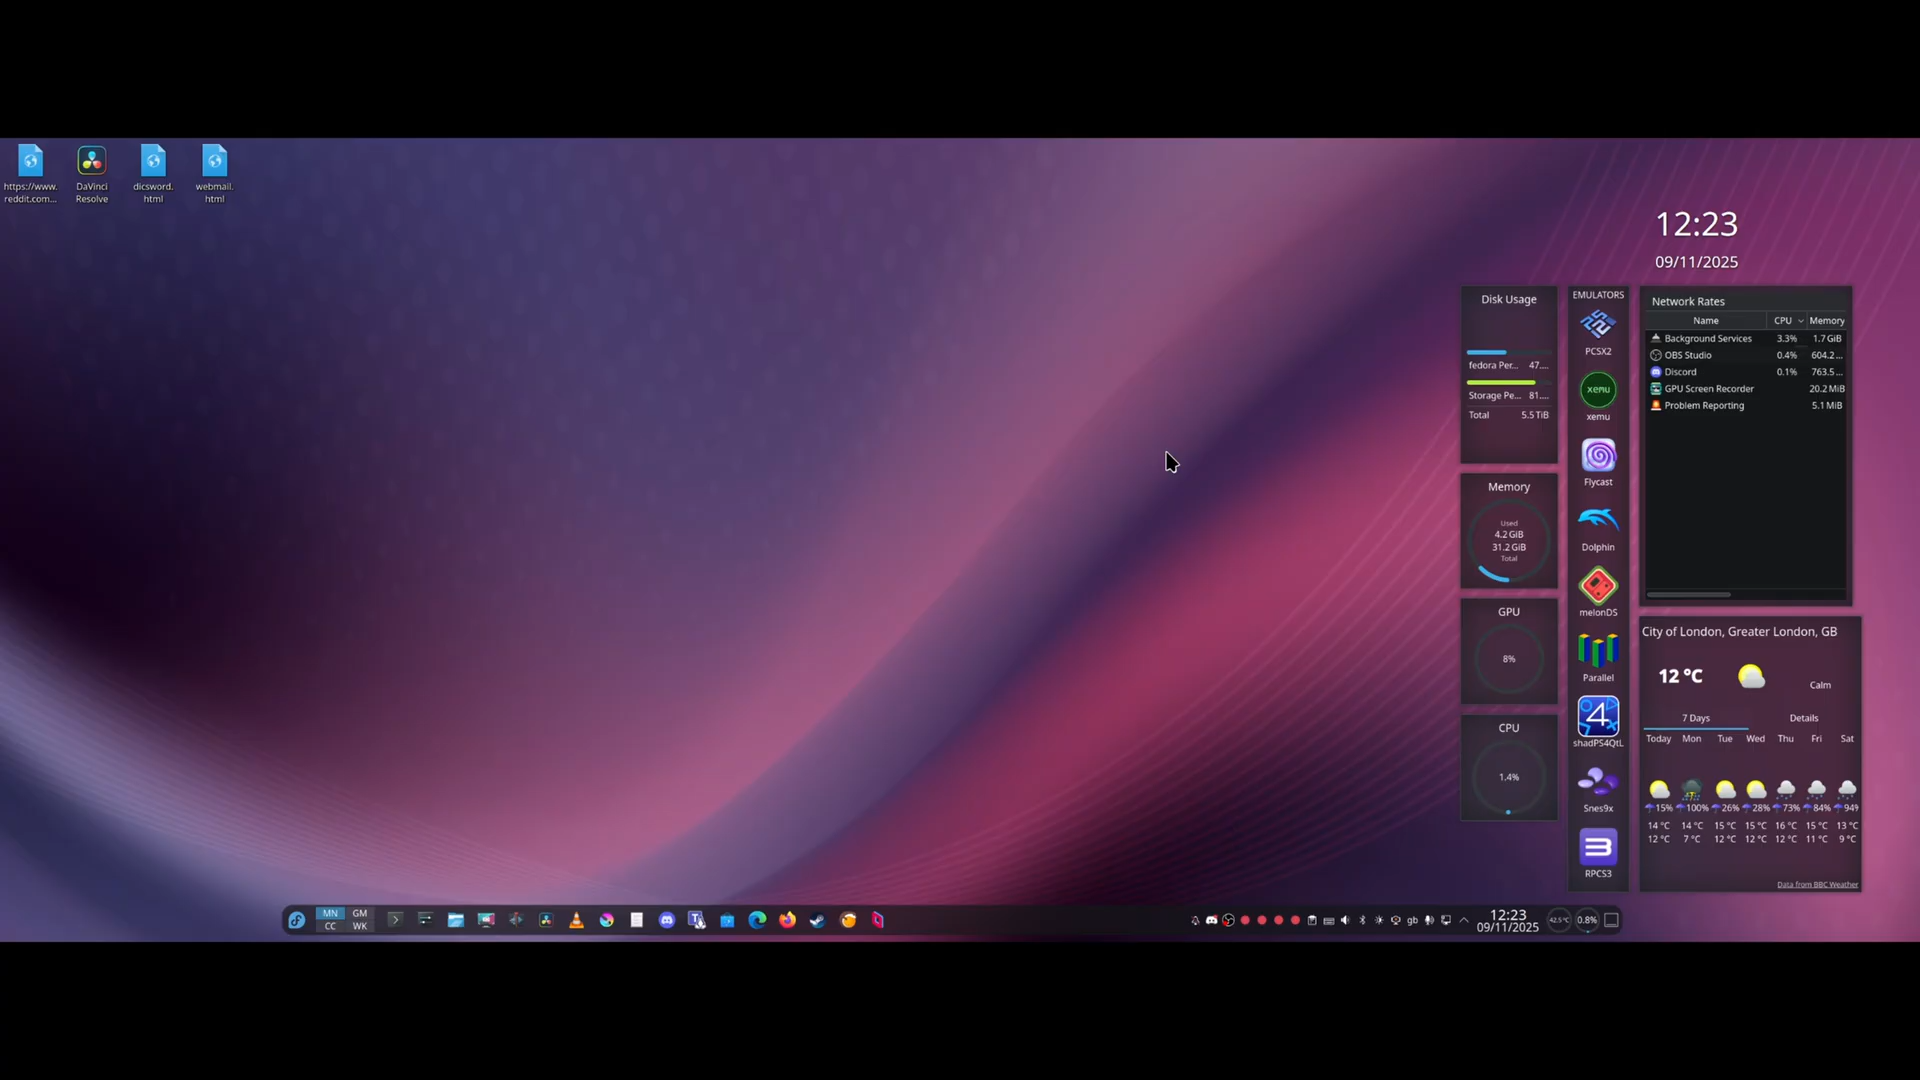 https://www.
reddit.com...
DaVinci
Resolve
dicsword.
html
webmail.
html
12:23
09/11/2025
Disk Usage
fedora Per... 47....
Storage Pe... 81....
Total 5.5 TiB
Memory
Used
4.2 GiB
31.2 GiB
Total
GPU
8%
CPU
1.4%
EMULATORS
PCSX2
xemu
xemu
Flycast
Dolphin
melonDS
Parallel
4
shadPS4QtL
Snes9x
RPCS3
Network Rates
Name CPU Memory
Background Services 3.3% 1.7 GiB
OBS Studio 0.4% 604.2...
Discord 0.1% 763.5...
GPU Screen Recorder 20.2 MiB
Problem Reporting 5.1 MiB
City of London, Greater London, GB
12 °C
Calm
7 Days Details
Today Mon Tue Wed Thu Fri Sat
15% 100% 26% 28% 73% 84% 94%
14 °C 14 °C 15 °C 15 °C 16 °C 15 °C 13 °C
12 °C 7 °C 12 °C 12 °C 12 °C 11 °C 9 °C
Data from BBC Weather
MN GM
CC WK
gb
12:23
09/11/2025
42.5 °C
0.8%